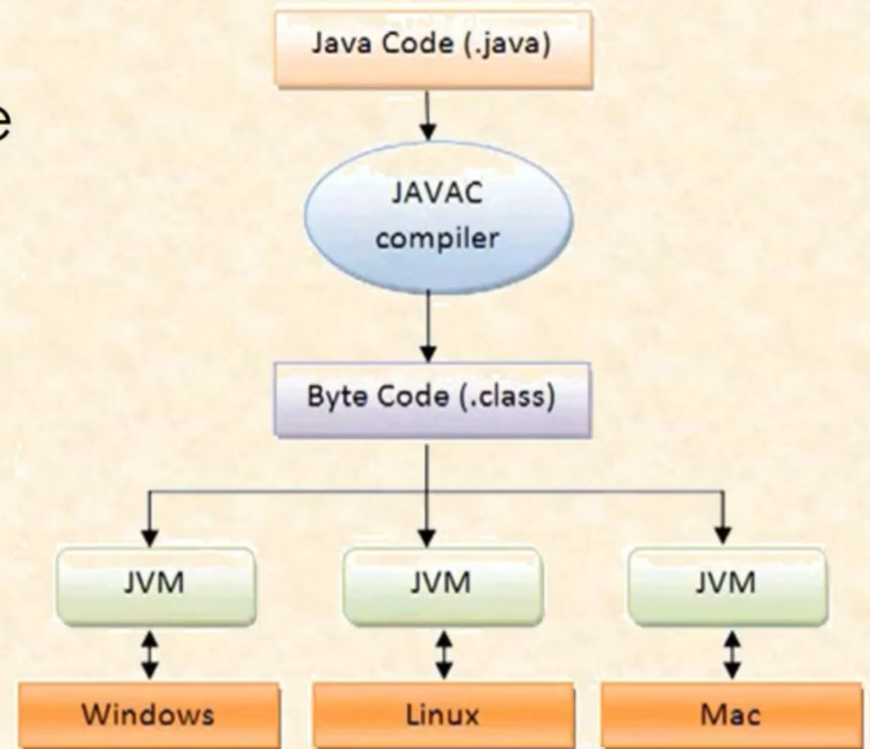 Java Code (.java)
e
JAVAC
compiler
Byte Code (.class)
JVM JVM JVM
Windows Linux Mac